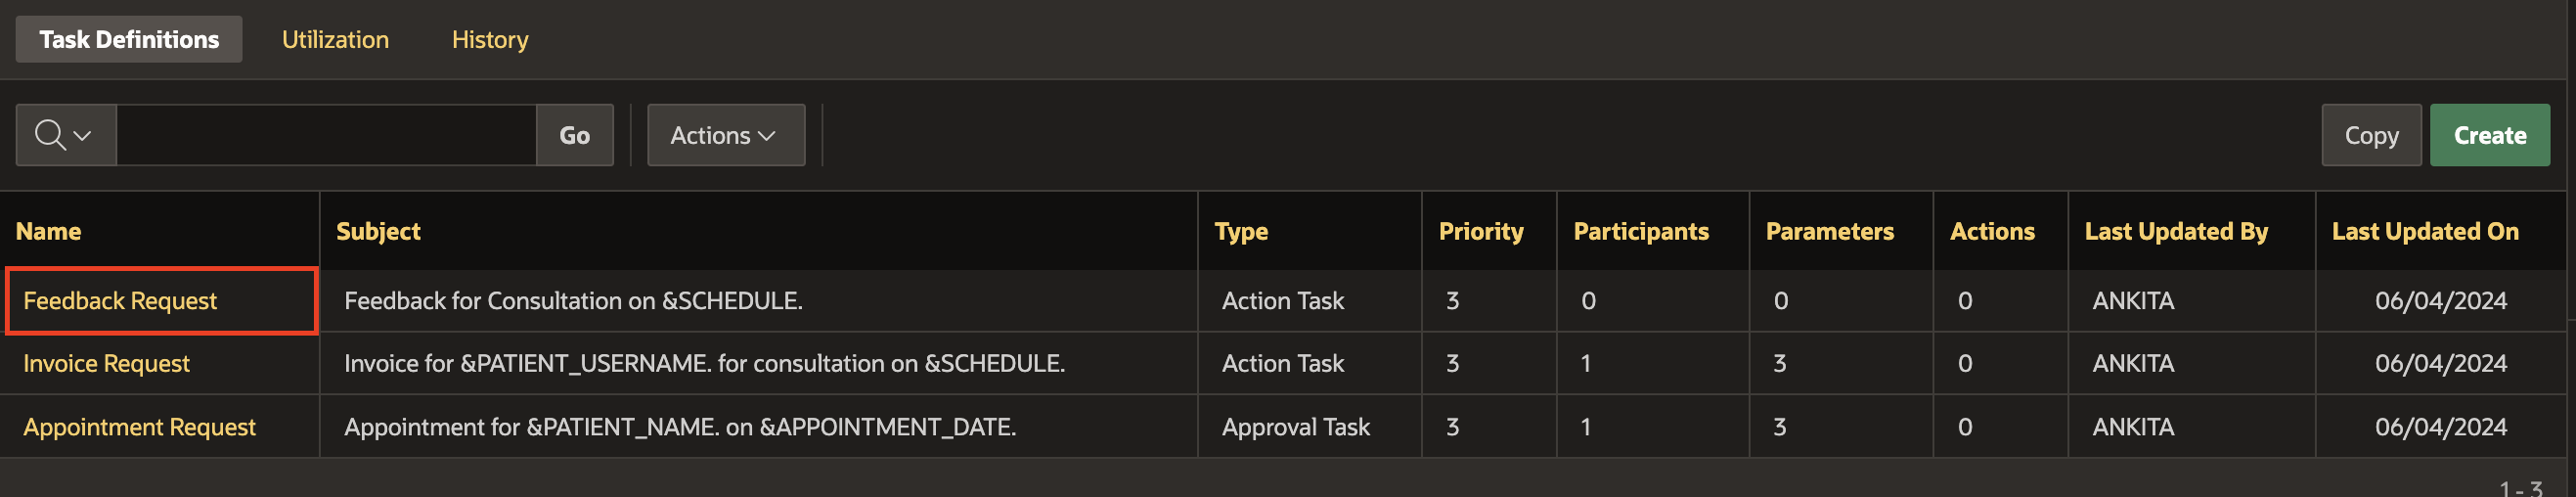 Task Definitions Utilization History
Go Actions Copy Create
Name Subject Type Priority Participants Parameters Actions Last Updated By Last Updated On
Feedback Request Feedback for Consultation on &SCHEDULE. Action Task 3 0 0 0 ANKITA 06/04/2024
Invoice Request Invoice for &PATIENT_USERNAME. for consultation on &SCHEDULE. Action Task 3 1 3 0 ANKITA 06/04/2024
Appointment Request Appointment for &PATIENT_NAME. on &APPOINTMENT_DATE. Approval Task 3 1 3 0 ANKITA 06/04/2024
1 - 3